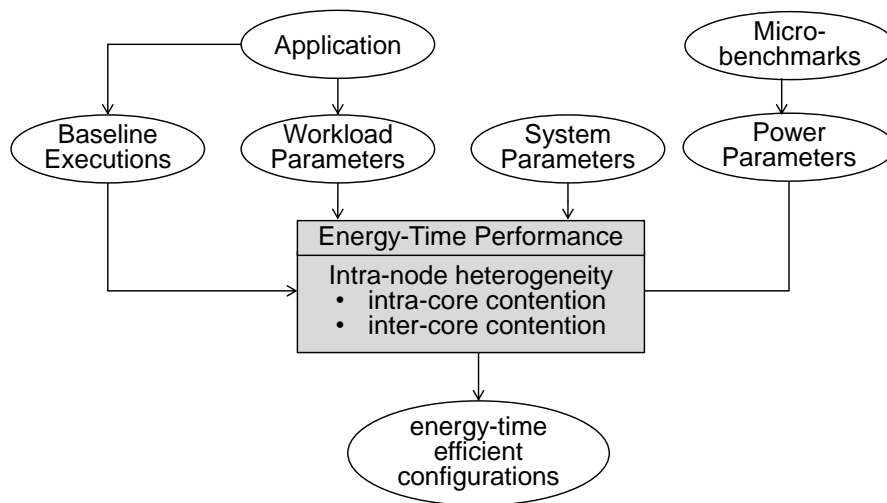 Application
Micro-
benchmarks
Baseline
Executions
Workload
Parameters
System
Parameters
Power
Parameters
Energy-Time Performance
Intra-node heterogeneity
• intra-core contention
• inter-core contention
energy-time
efficient
configurations